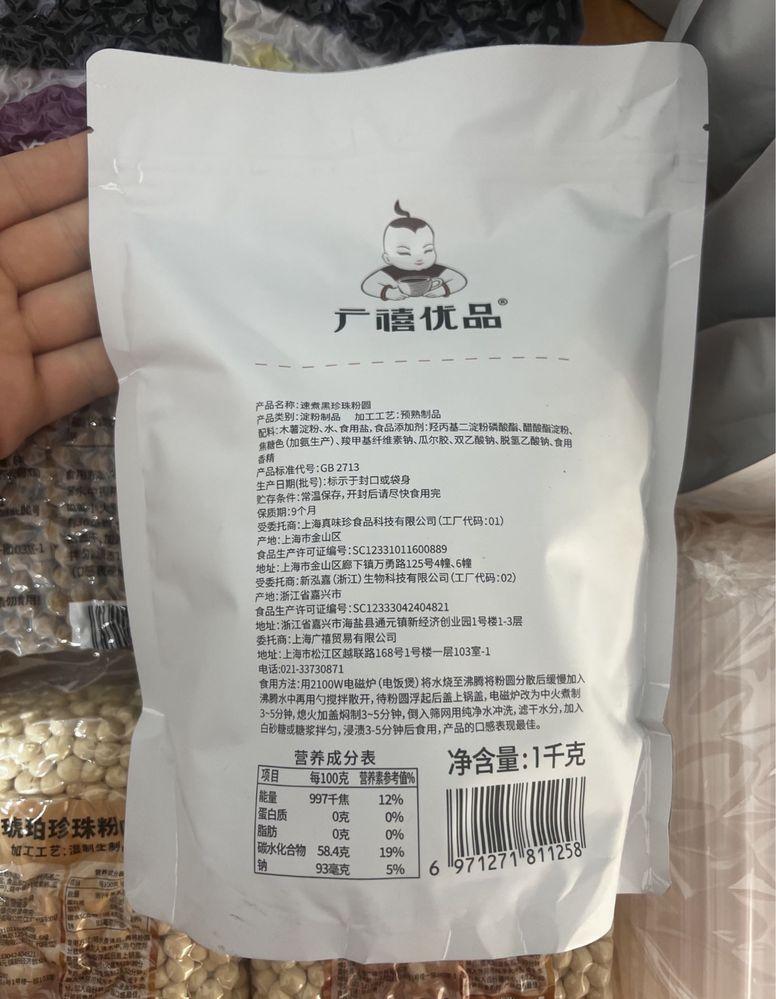 广禧优品®
产品名称:速煮黑珍珠粉圆
产品类别:淀粉制品 加工工艺:预熟制品
配料:木薯淀粉、水、食用盐,食品添加剂:羟丙基二淀粉磷酸酯、醋酸酯淀粉、
焦糖色(加氨生产)、羧甲基纤维素钠、瓜尔胶、双乙酸钠、脱氢乙酸钠、食用
香精
产品标准代号:GB 2713
生产日期(批号):标示于封口或袋身
贮存条件:常温保存,开封后请尽快食用完
保质期:9个月
受委托商:上海真味珍食品科技有限公司(工厂代码:01)
产地:上海市金山区
食品生产许可证编号:SC12331011600889
地址:上海市金山区廊下镇万勇路125号4幢、6幢
受委托商:新泓嘉(浙江)生物科技有限公司(工厂代码:02)
产地:浙江省嘉兴市
食品生产许可证编号:SC12333042404821
地址:浙江省嘉兴市海盐县通元镇新经济创业园1号楼1-3层
委托商:上海广禧贸易有限公司
地址:上海市松江区越联路168号1号楼一层103室-1
电话:021-33730871
食用方法:用2100W电磁炉(电饭煲)将水烧至沸腾将粉圆分散后缓慢加入
沸腾水中再用勺搅拌散开,待粉圆浮起后盖上锅盖,电磁炉改为中火煮制
3~5分钟,熄火加盖焖制3~5分钟,倒入筛网用纯净水冲洗,滤干水分,加入
白砂糖或糖浆拌匀,浸渍3-5分钟后食用,产品的口感表现最佳。
营养成分表
项目 每100克 营养素参考值%
能量 997千焦 12%
蛋白质 0克 0%
脂肪 0克 0%
碳水化合物 58.4克 19%
钠 93毫克 5%
净含量:1千克
6 971271 811258
琥珀珍珠粉
加工工艺:湿制生制